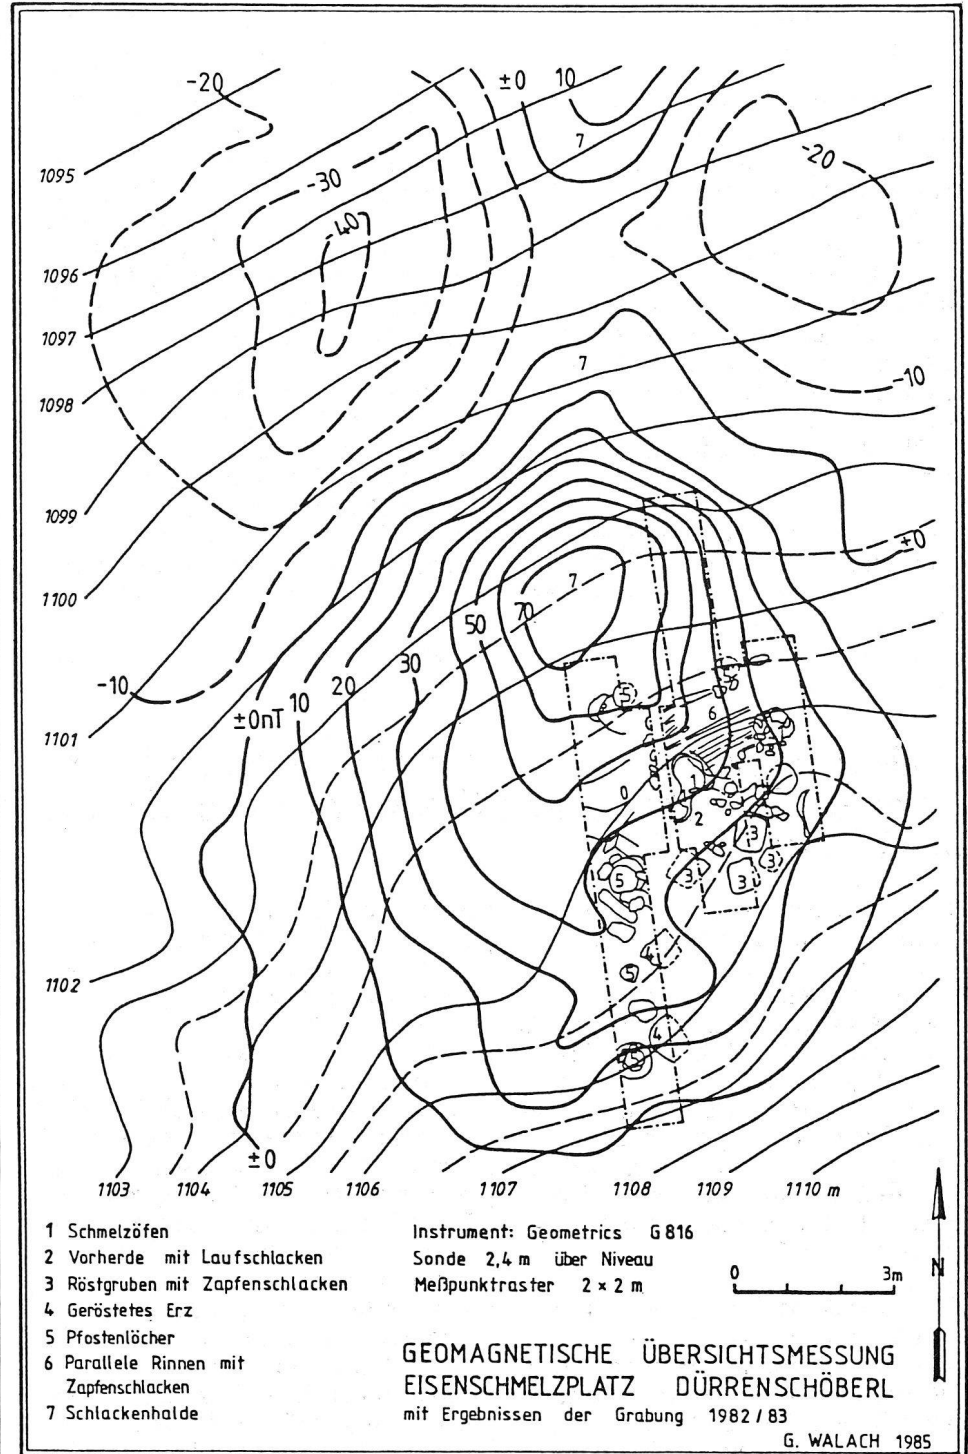 -20
±0
10
7
-20
1095
-30
-40
1096
1097
7
-10
1098
1099
±0
7
1100
70
50
30
-10
20
10
5
5
±0nT
6
1101
1
0
2
3
3
5
3
3
4
5
1102
4
5
±0
1103
1104
1105
1106
1107
1108
1109
1110 m
1 Schmelzöfen
2 Vorherde mit Laufschlacken
3 Röstgruben mit Zapfenschlacken
4 Geröstetes Erz
5 Pfostenlöcher
6 Parallele Rinnen mit
Zapfenschlacken
7 Schlackenhalde
Instrument: Geometrics G 816
Sonde 2,4 m über Niveau
Meßpunktraster 2 × 2 m
0
3m
N
GEOMAGNETISCHE ÜBERSICHTSMESSUNG
EISENSCHMELZPLATZ DÜRRENSCHÖBERL
mit Ergebnissen der Grabung 1982/83
G. WALACH 1985